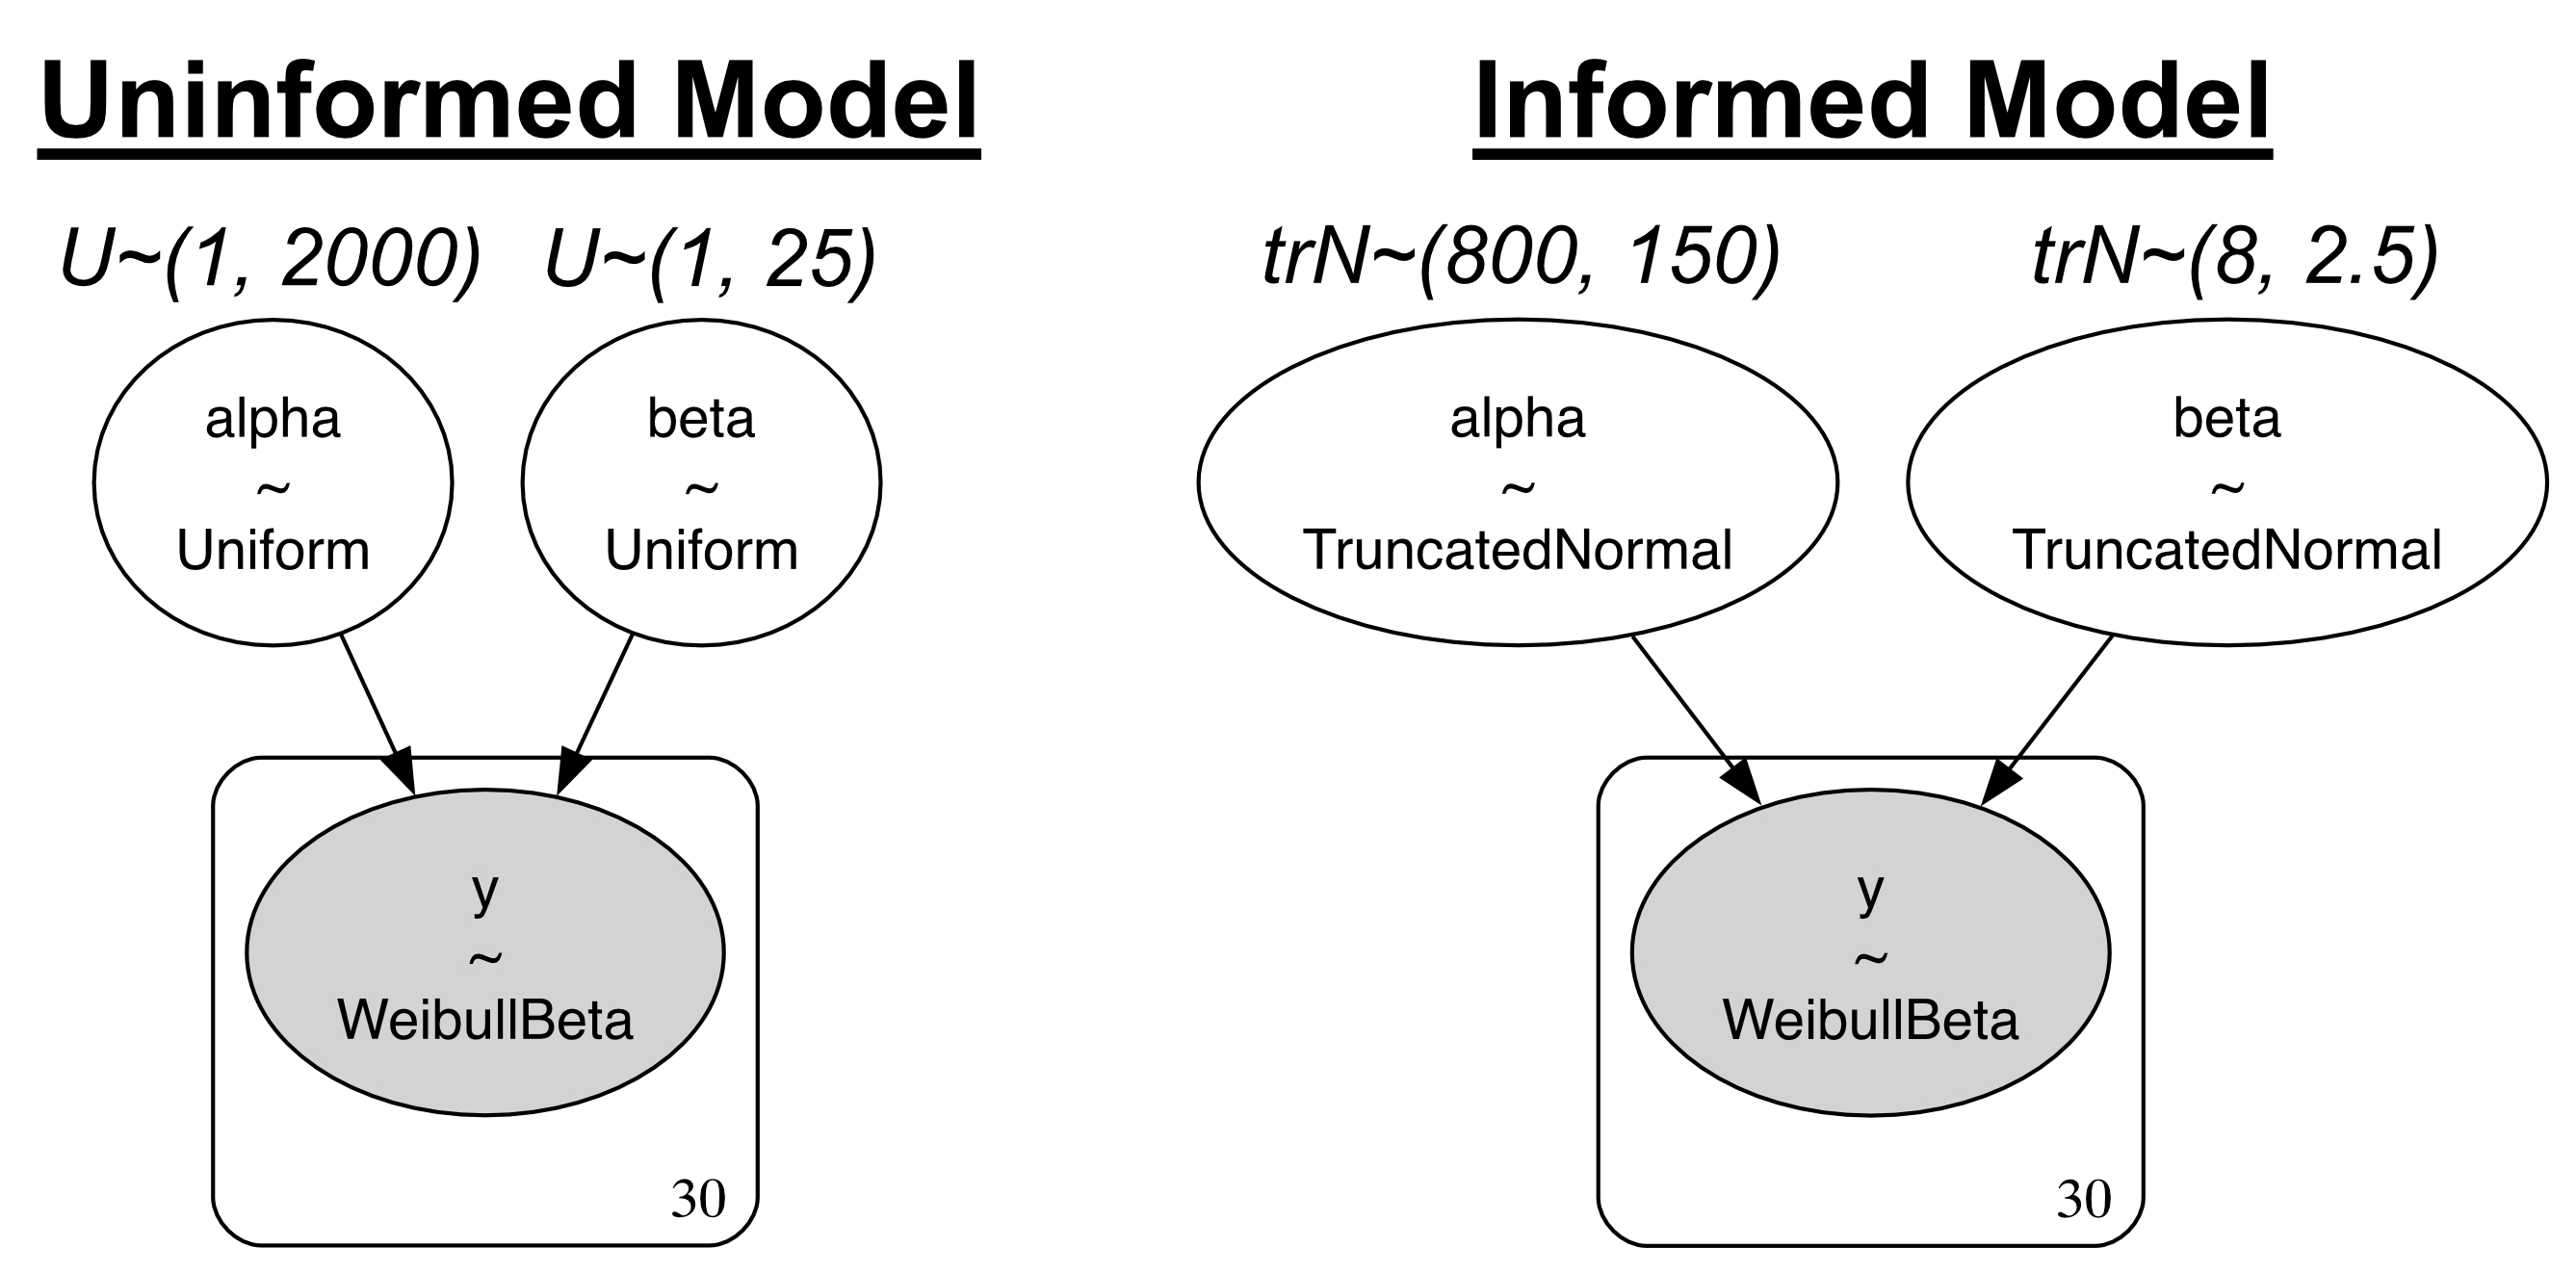 Uninformed Model
U~(1, 2000) U~(1, 25)
alpha
~
Uniform
beta
~
Uniform
y
~
WeibullBeta
30
Informed Model
trN~(800, 150) trN~(8, 2.5)
alpha
~
TruncatedNormal
beta
~
TruncatedNormal
y
~
WeibullBeta
30